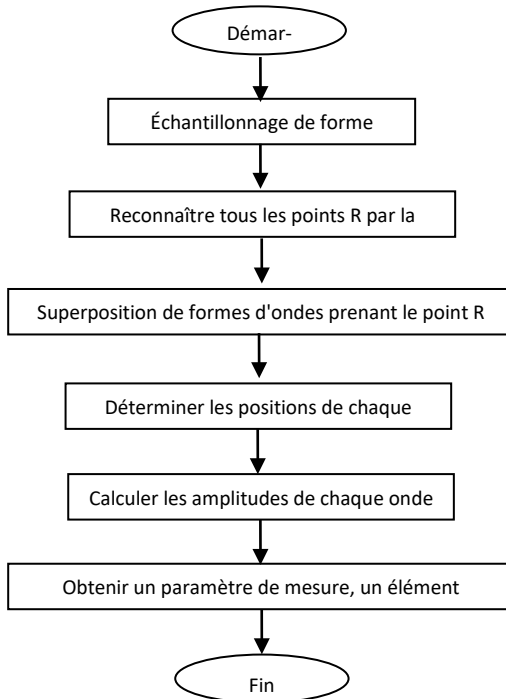 Démar-
Échantillonnage de forme
Reconnaître tous les points R par la
Superposition de formes d'ondes prenant le point R
Déterminer les positions de chaque
Calculer les amplitudes de chaque onde
Obtenir un paramètre de mesure, un élément
Fin